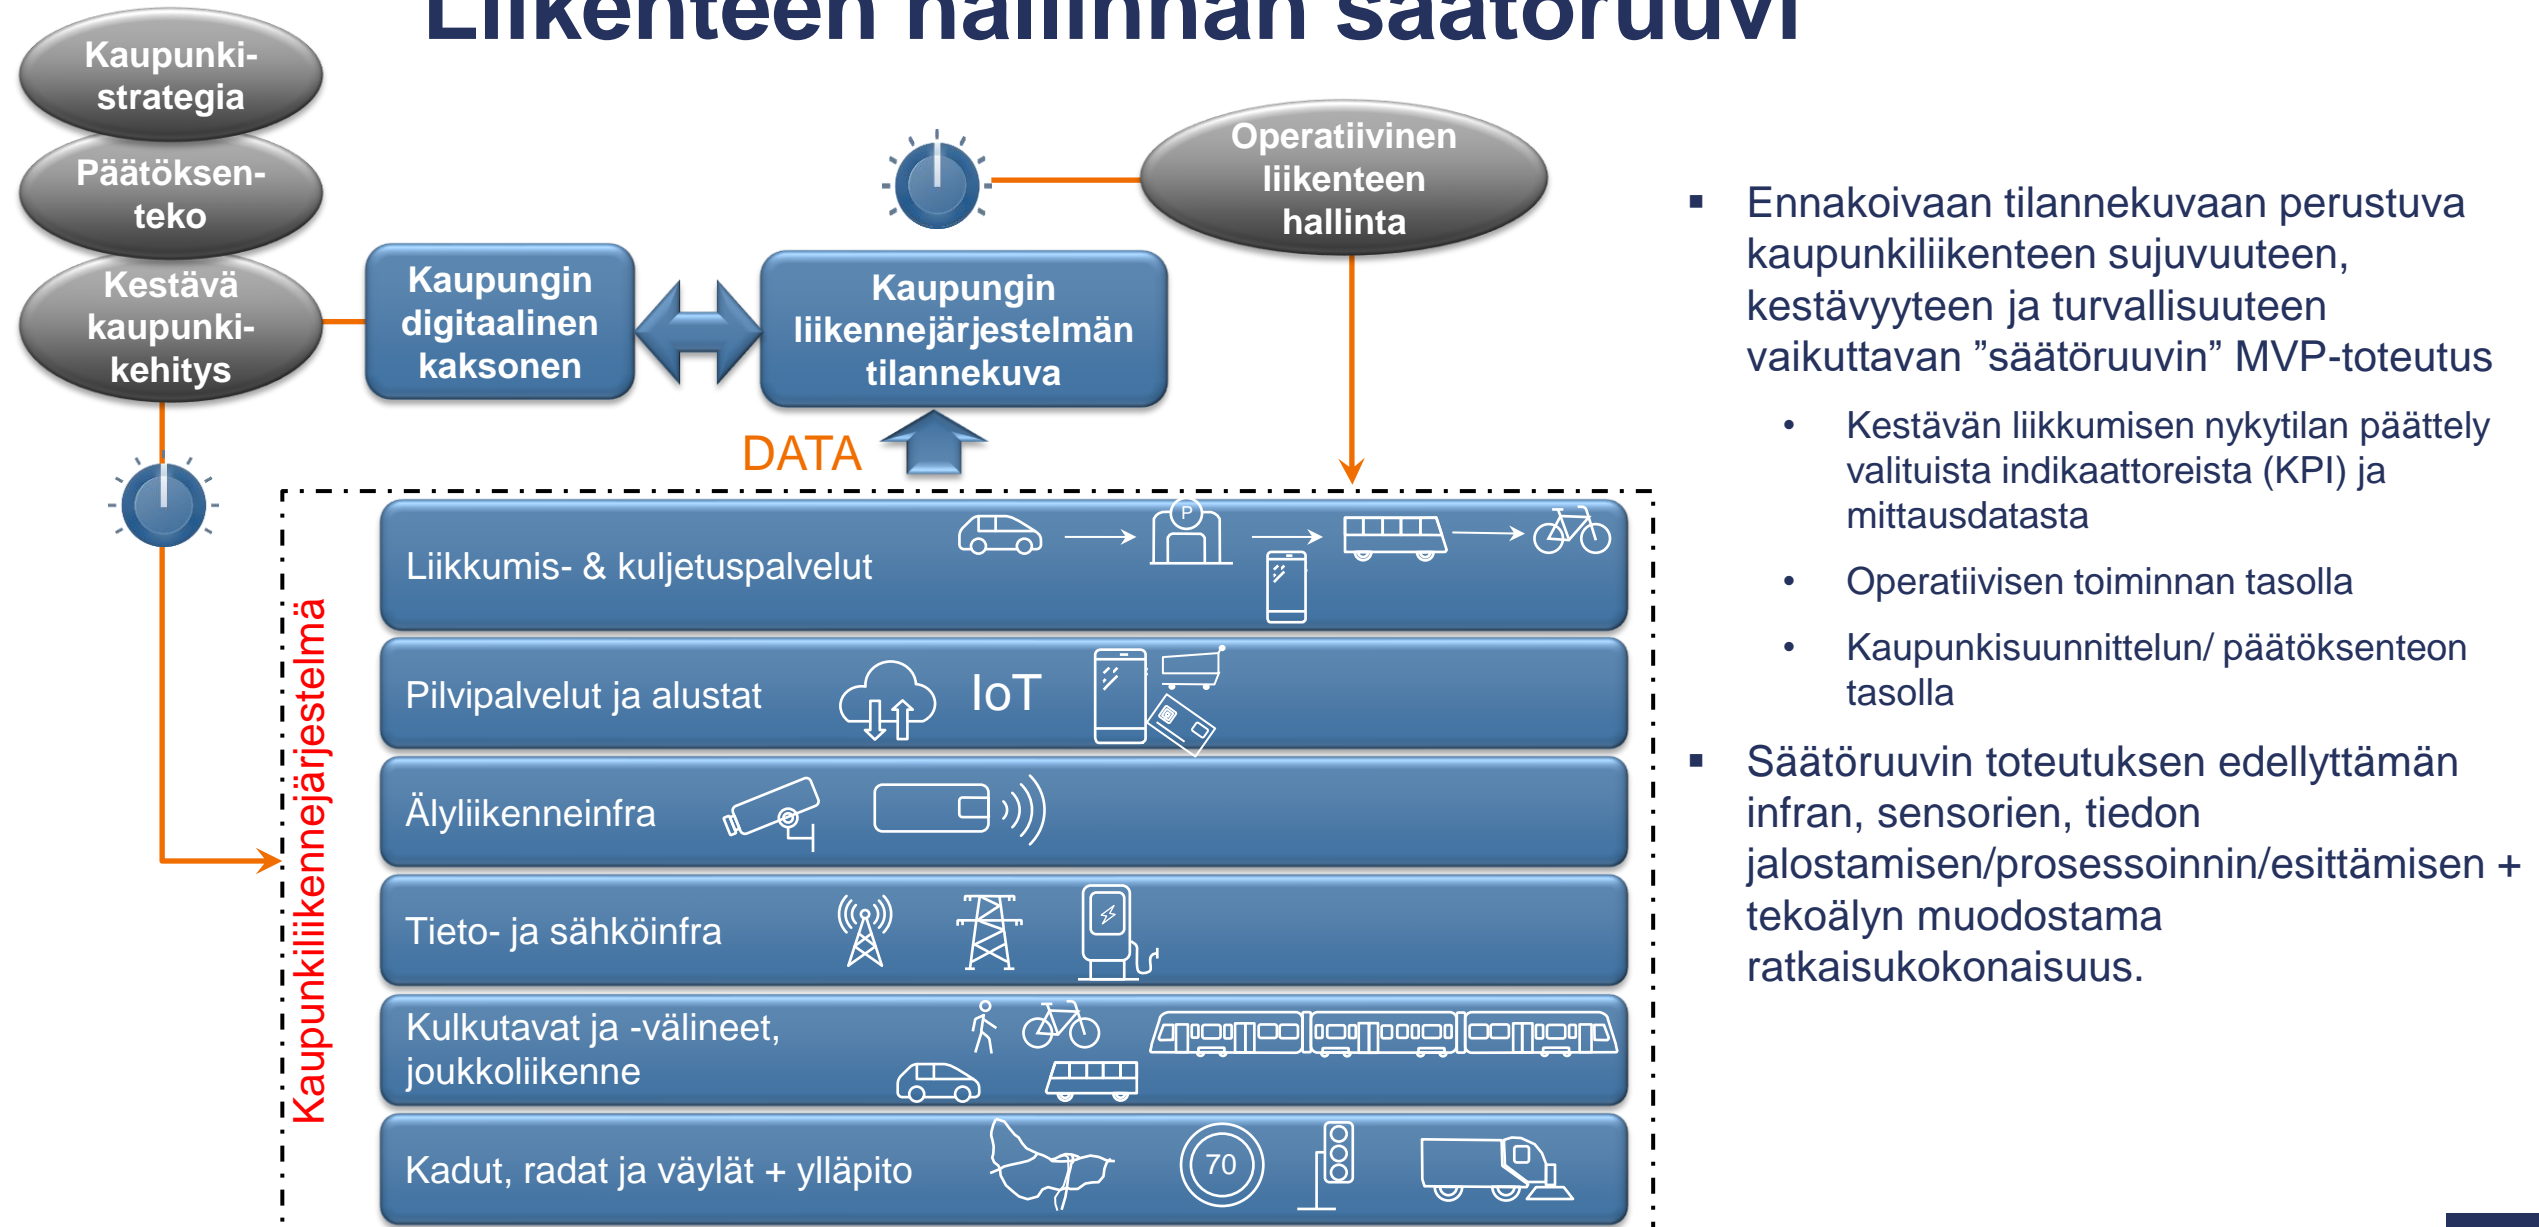 Liikenteen hallinnan säätöruuvi
Kaupunki-
strategia
Päätöksen-
teko
Kestävä
kaupunki-
kehitys
Kaupungin
digitaalinen
kaksonen
Kaupungin
liikennejärjestelmän
tilannekuva
Operatiivinen
liikenteen
hallinta
DATA
Kaupunkiliikennejärjestelmä
Liikkumis- & kuljetuspalvelut
P
Pilvipalvelut ja alustat
IoT
Älyliikenneinfra
Tieto- ja sähköinfra
Kulkutavat ja -välineet,
joukkoliikenne
Kadut, radat ja väylät + ylläpito
70
▪ Ennakoivaan tilannekuvaan perustuva
kaupunkiliikenteen sujuvuuteen,
kestävyyteen ja turvallisuuteen
vaikuttavan ”säätöruuvin” MVP-toteutus
• Kestävän liikkumisen nykytilan päättely
valituista indikaattoreista (KPI) ja
mittausdatasta
• Operatiivisen toiminnan tasolla
• Kaupunkisuunnittelun/ päätöksenteon
tasolla
▪ Säätöruuvin toteutuksen edellyttämän
infran, sensorien, tiedon
jalostamisen/prosessoinnin/esittämisen +
tekoälyn muodostama
ratkaisukokonaisuus.